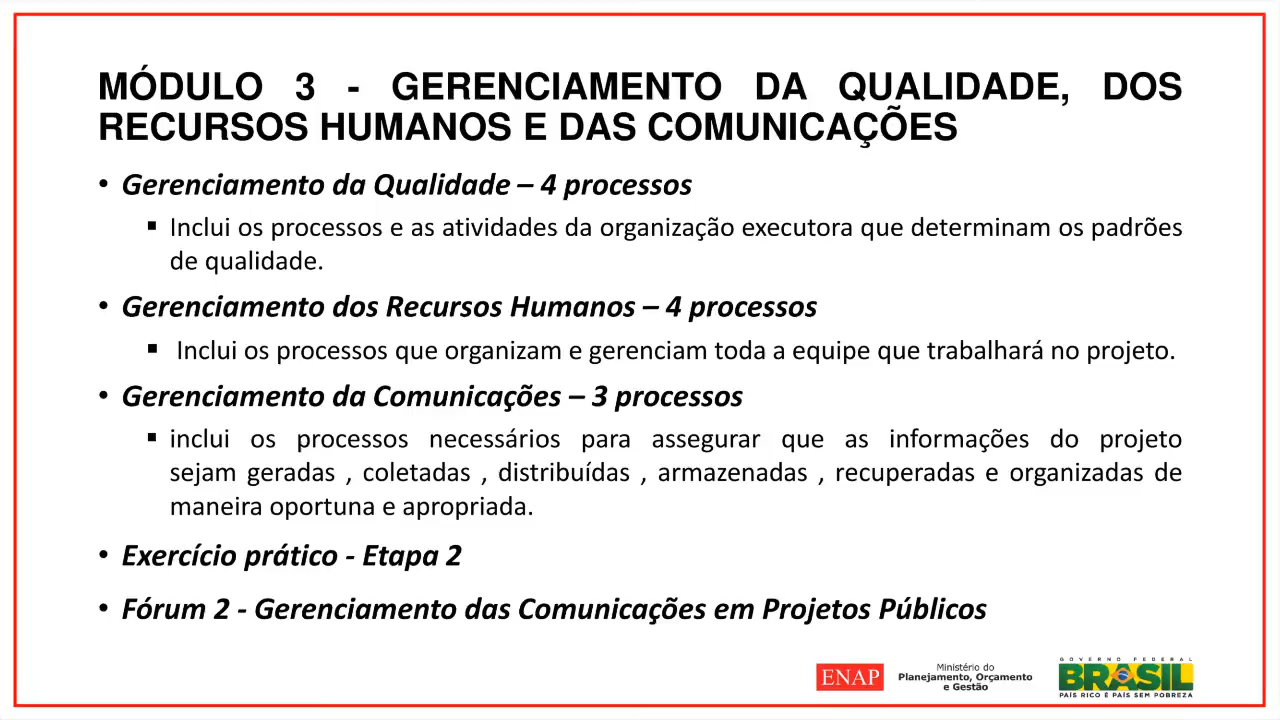 MÓDULO 3 - GERENCIAMENTO DA QUALIDADE, DOS
RECURSOS HUMANOS E DAS COMUNICAÇÕES
• Gerenciamento da Qualidade – 4 processos
▪ Inclui os processos e as atividades da organização executora que determinam os padrões
de qualidade.
• Gerenciamento dos Recursos Humanos – 4 processos
▪ Inclui os processos que organizam e gerenciam toda a equipe que trabalhará no projeto.
• Gerenciamento da Comunicações – 3 processos
▪ inclui os processos necessários para assegurar que as informações do projeto
sejam geradas , coletadas , distribuídas , armazenadas , recuperadas e organizadas de
maneira oportuna e apropriada.
• Exercício prático - Etapa 2
• Fórum 2 - Gerenciamento das Comunicações em Projetos Públicos
ENAP
Ministério do
Planejamento, Orçamento
e Gestão
GOVERNO FEDERAL
BRASIL
PAÍS RICO É PAÍS SEM POBREZA